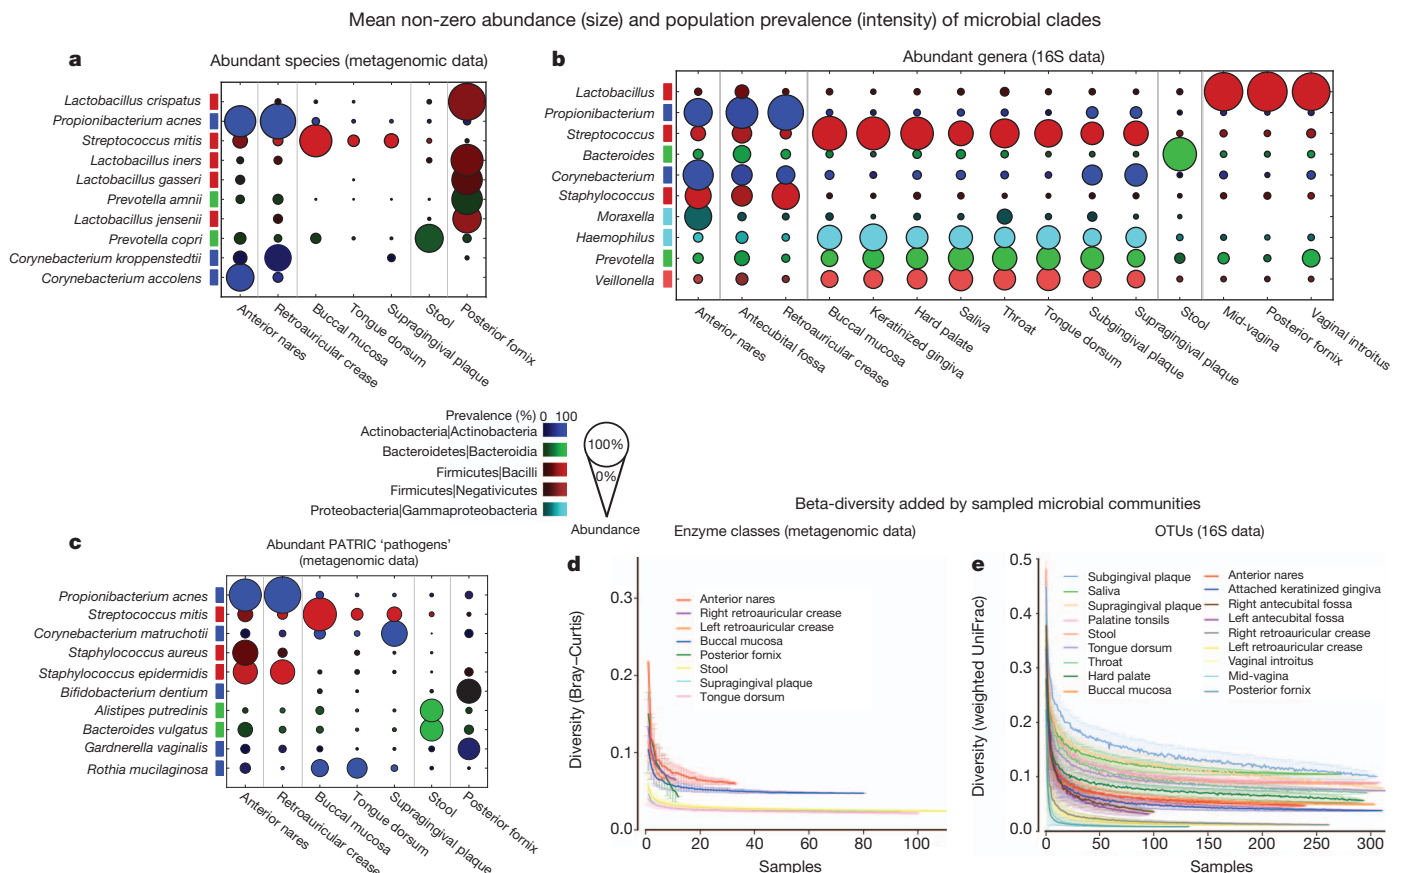 Mean non-zero abundance (size) and population prevalence (intensity) of microbial clades
a
Abundant species (metagenomic data)
Lactobacillus crispatus
Propionibacterium acnes
Streptococcus mitis
Lactobacillus iners
Lactobacillus gasseri
Prevotella amnii
Lactobacillus jensenii
Prevotella copri
Corynebacterium kroppenstedtii
Corynebacterium accolens
Anterior nares
Retroauricular crease
Buccal mucosa
Tongue dorsum
Supragingival plaque
Stool
Posterior fornix
b
Abundant genera (16S data)
Lactobacillus
Propionibacterium
Streptococcus
Bacteroides
Corynebacterium
Staphylococcus
Moraxella
Haemophilus
Prevotella
Veillonella
Anterior nares
Antecubital fossa
Retroauricular crease
Buccal mucosa
Keratinized gingiva
Hard palate
Saliva
Throat
Tongue dorsum
Subgingival plaque
Supragingival plaque
Stool
Mid-vagina
Posterior fornix
Vaginal introitus
Prevalence (%) 0 100
Actinobacteria|Actinobacteria
Bacteroidetes|Bacteroidia
Firmicutes|Bacilli
Firmicutes|Negativicutes
Proteobacteria|Gammaproteobacteria
100%
0%
Abundance
c
Abundant PATRIC 'pathogens'
(metagenomic data)
Propionibacterium acnes
Streptococcus mitis
Corynebacterium matruchotii
Staphylococcus aureus
Staphylococcus epidermidis
Bifidobacterium dentium
Alistipes putredinis
Bacteroides vulgatus
Gardnerella vaginalis
Rothia mucilaginosa
Anterior nares
Retroauricular crease
Buccal mucosa
Tongue dorsum
Supragingival plaque
Stool
Posterior fornix
Beta-diversity added by sampled microbial communities
d
Enzyme classes (metagenomic data)
Diversity (Bray–Curtis)
0.3
0.2
0.1
0.0
Anterior nares
Right retroauricular crease
Left retroauricular crease
Buccal mucosa
Posterior fornix
Stool
Supragingival plaque
Tongue dorsum
0 20 40 60 80 100
Samples
e
OTUs (16S data)
Diversity (weighted UniFrac)
0.5
0.4
0.3
0.2
0.1
0.0
Subgingival plaque
Saliva
Supragingival plaque
Palatine tonsils
Stool
Tongue dorsum
Throat
Hard palate
Buccal mucosa
Anterior nares
Attached keratinized gingiva
Right antecubital fossa
Left antecubital fossa
Right retroauricular crease
Left retroauricular crease
Vaginal introitus
Mid-vagina
Posterior fornix
0 50 100 150 200 250 300
Samples